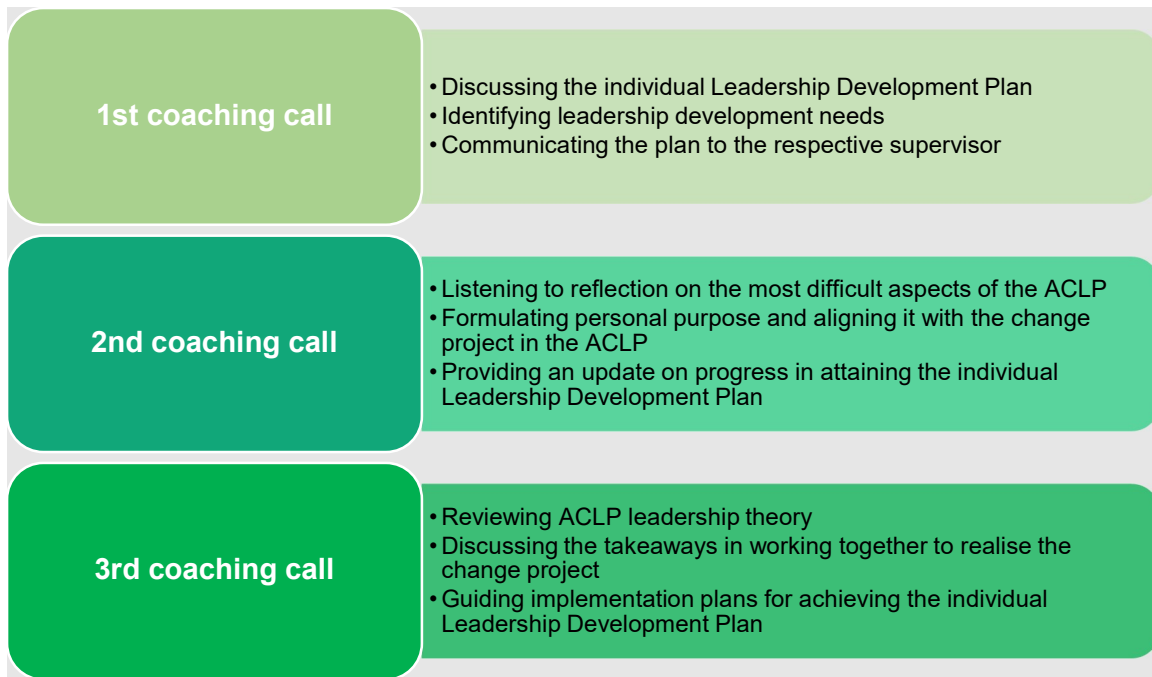 1st coaching call
• Discussing the individual Leadership Development Plan
• Identifying leadership development needs
• Communicating the plan to the respective supervisor
2nd coaching call
• Listening to reflection on the most difficult aspects of the ACLP
• Formulating personal purpose and aligning it with the change
project in the ACLP
• Providing an update on progress in attaining the individual
Leadership Development Plan
3rd coaching call
• Reviewing ACLP leadership theory
• Discussing the takeaways in working together to realise the
change project
• Guiding implementation plans for achieving the individual
Leadership Development Plan